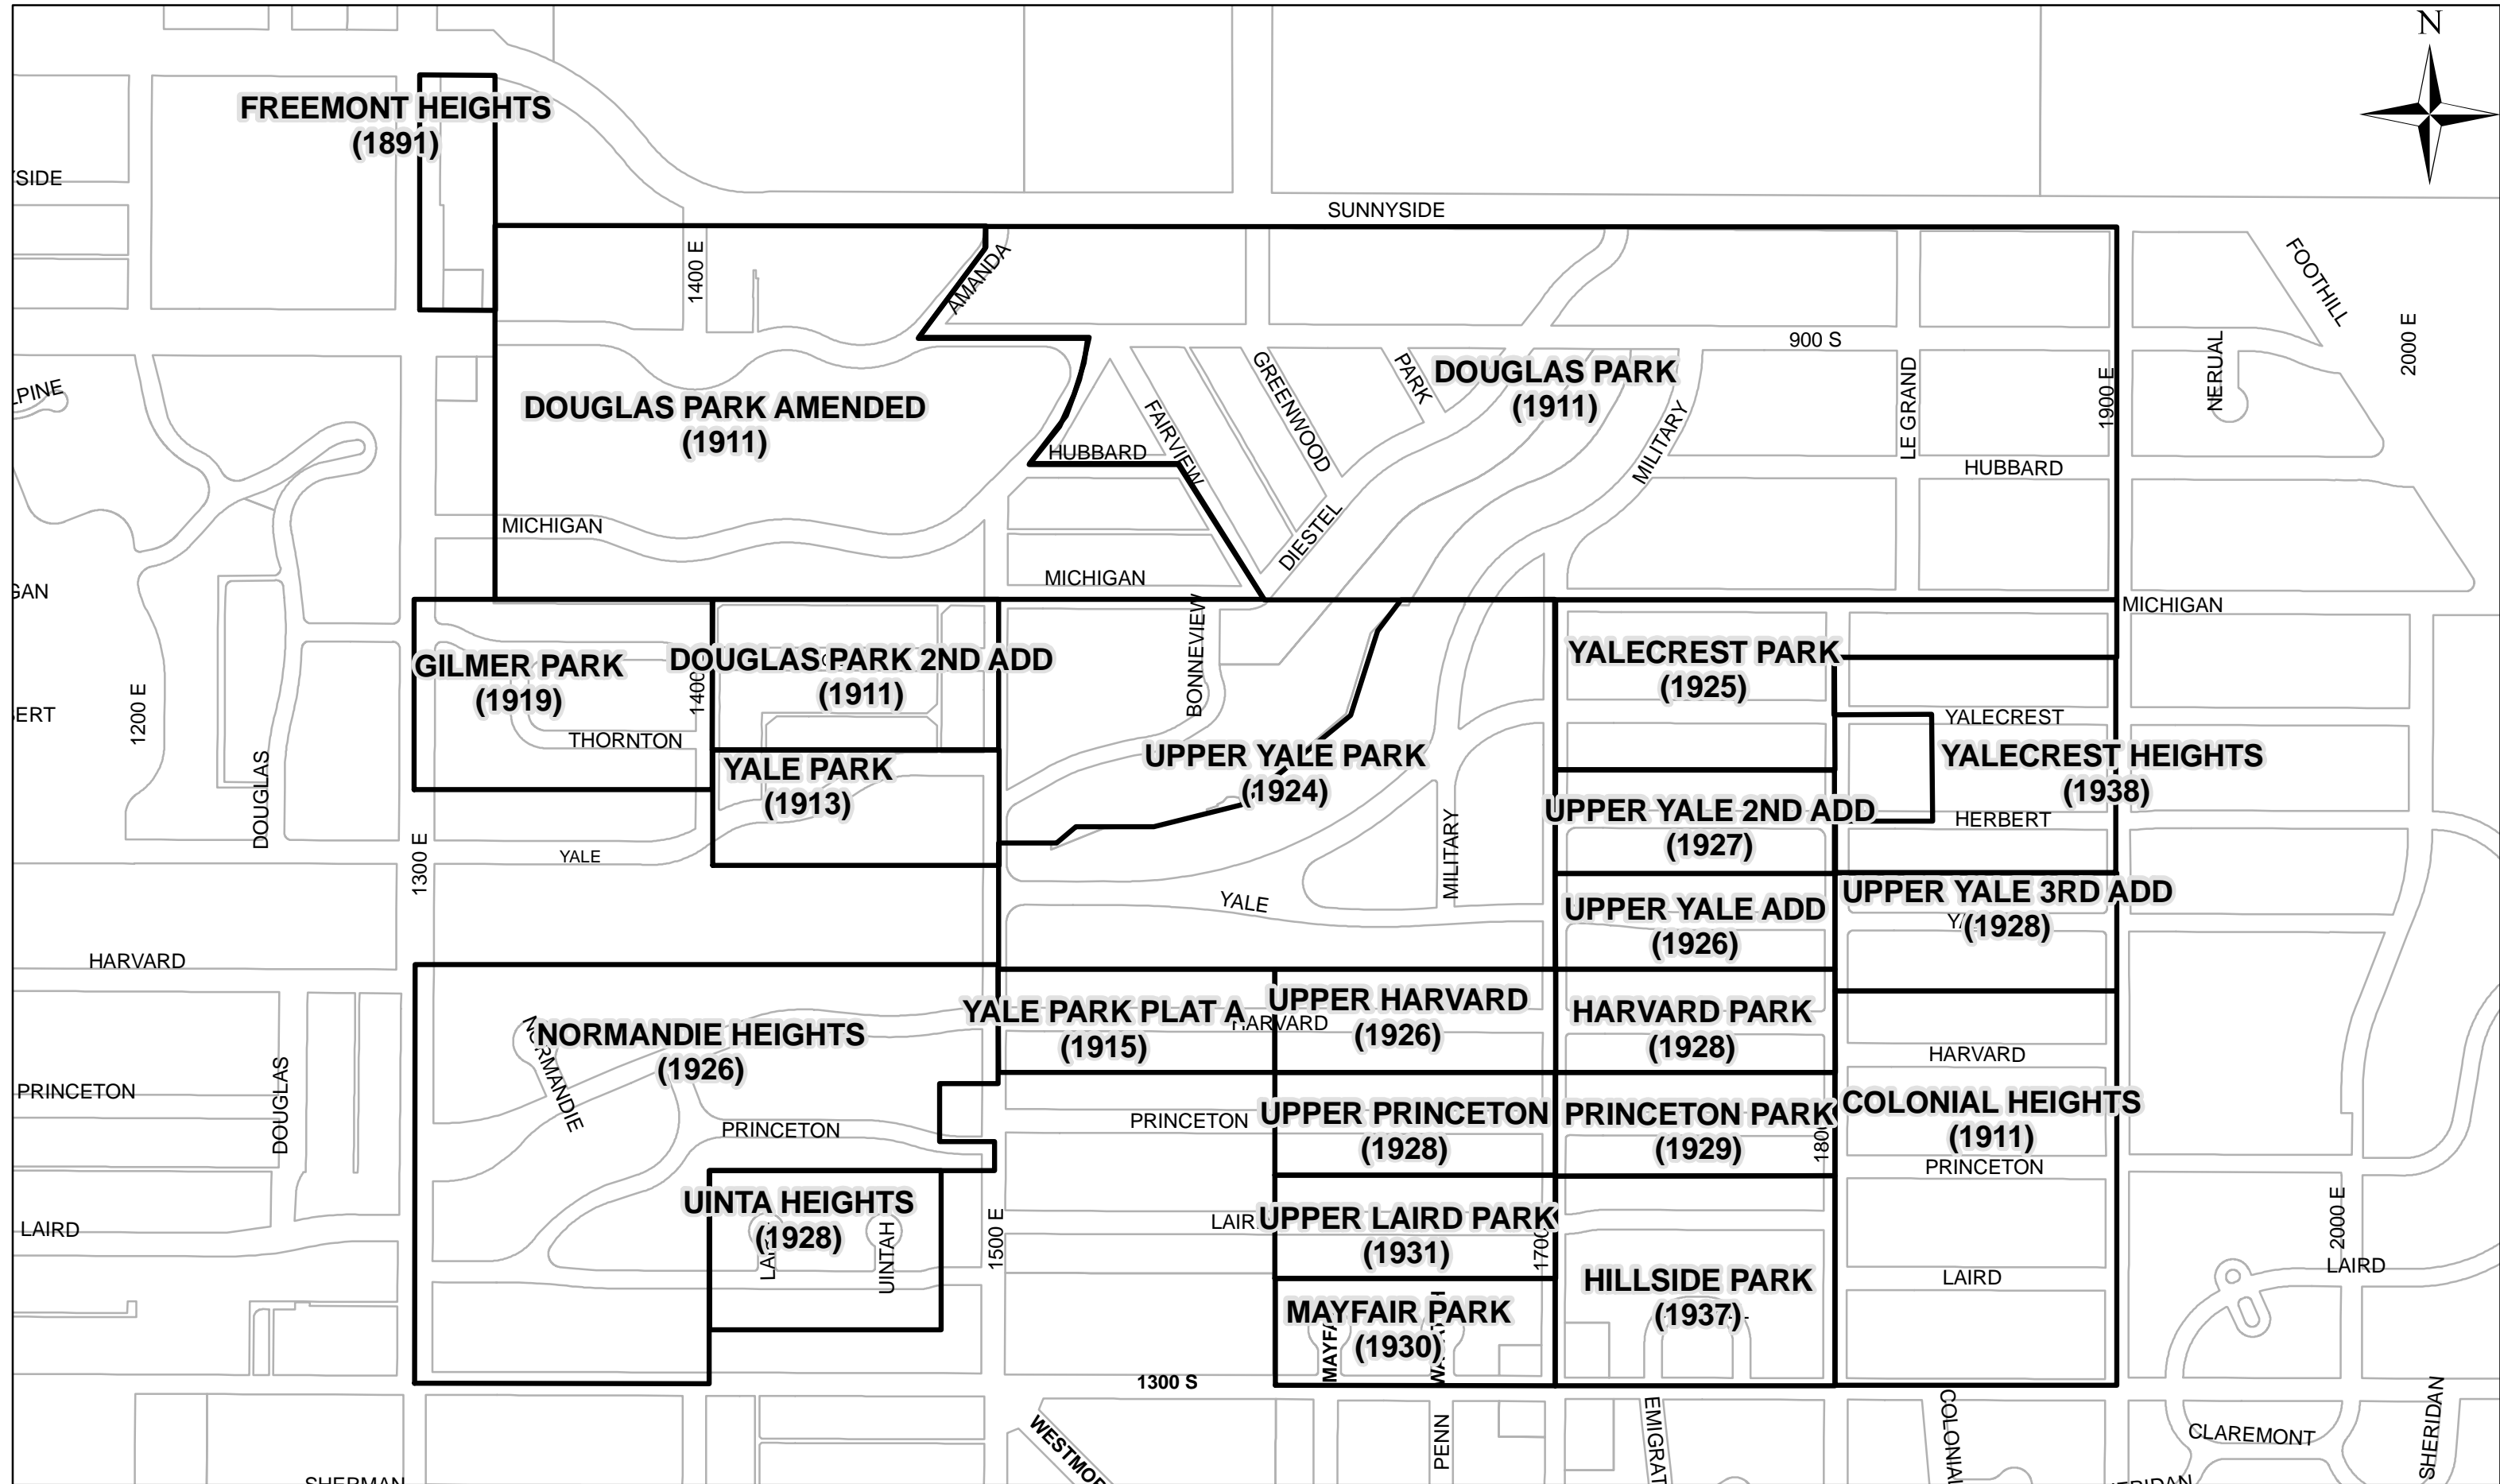 N
FREEMONT HEIGHTS
(1891)
SUNNYSIDE
1400 E
AMANDA
FOOTHILL
2000 E
900 S
NERUAL
LE GRAND
1900 E
GREENWOOD
PARK
DOUGLAS PARK
(1911)
DOUGLAS PARK AMENDED
(1911)
FAIRVIEW
MILITARY
HUBBARD
HUBBARD
MICHIGAN
DIESTEL
MICHIGAN
MICHIGAN
BONNEVIEW
GILMER PARK
(1919)
DOUGLAS PARK 2ND ADD
(1911)
YALECREST PARK
(1925)
1200 E
YALECREST
THORNTON
DOUGLAS
YALE PARK
(1913)
UPPER YALE PARK
(1924)
YALECREST HEIGHTS
(1938)
UPPER YALE 2ND ADD
(1927)
HERBERT
1300 E
YALE
MILITARY
YALE
UPPER YALE ADD
(1926)
UPPER YALE 3RD ADD
(1928)
HARVARD
NORMANDIE HEIGHTS
(1926)
NORMANDIE
YALE PARK PLAT A
(1915)
UPPER HARVARD
(1926)
HARVARD
HARVARD PARK
(1928)
HARVARD
PRINCETON
DOUGLAS
PRINCETON
PRINCETON
UPPER PRINCETON
(1928)
PRINCETON PARK
(1929)
COLONIAL HEIGHTS
(1911)
PRINCETON
UINTA HEIGHTS
(1928)
UINTAH
1500 E
LAIRD
UPPER LAIRD PARK
(1931)
2000 E
LAIRD
LAIRD
HILLSIDE PARK
(1937)
MAYFAIR PARK
(1930)
1300 S
WESTMOR
PENN
EMIGRAT
COLONIAL
CLAREMONT
SHERIDAN
SHERMAN